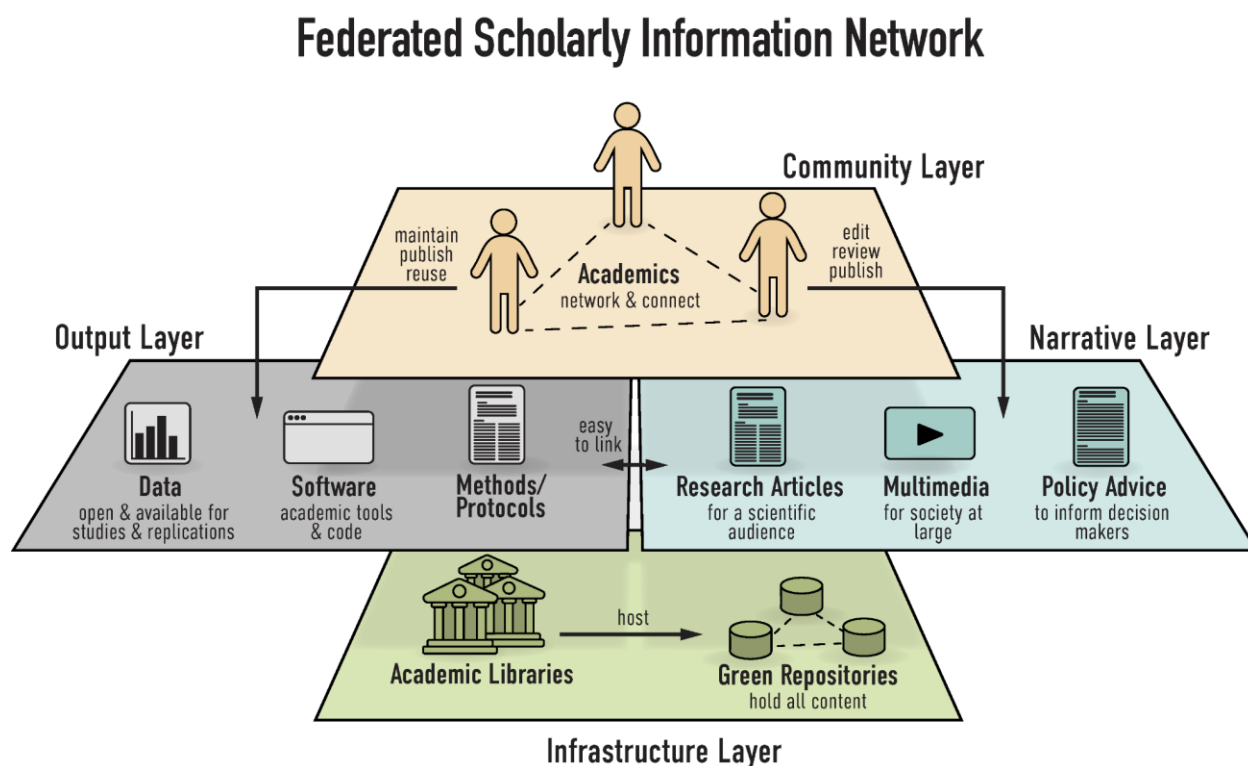 Federated Scholarly Information Network
Community Layer
maintain
publish
reuse
edit
review
publish
Academics
network & connect
Output Layer
Narrative Layer
easy
to link
Data
open & available for
studies & replications
Software
academic tools
& code
Methods/
Protocols
Research Articles
for a scientific
audience
Multimedia
for society at
large
Policy Advice
to inform decision
makers
host
Academic Libraries
Green Repositories
hold all content
Infrastructure Layer